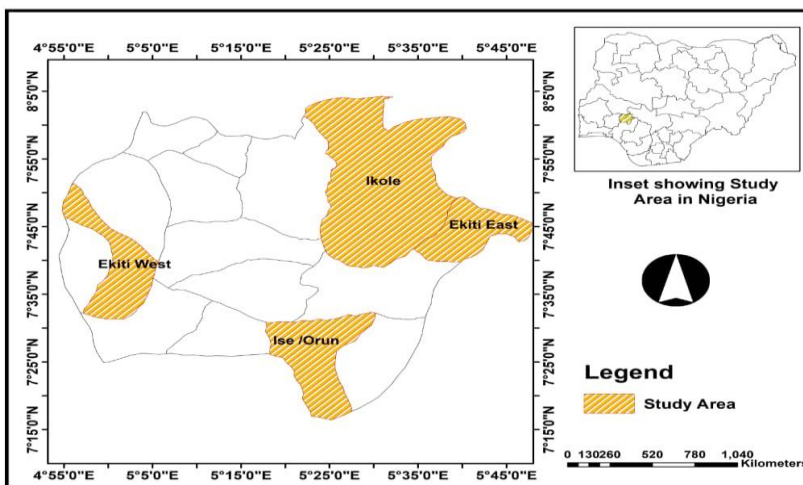 4°55'0"E 5°5'0"E 5°15'0"E 5°25'0"E 5°35'0"E 5°45'0"E
8°5'0"N
7°55'0"N
7°45'0"N
7°35'0"N
7°25'0"N
7°15'0"N
Ikole
Ekiti East
Ekiti West
Ise /Orun
8°5'0"N
7°55'0"N
7°45'0"N
7°35'0"N
7°25'0"N
7°15'0"N
4°55'0"E 5°5'0"E 5°15'0"E 5°25'0"E 5°35'0"E 5°45'0"E
Inset showing Study
Area in Nigeria
Legend
Study Area
0 130260 520 780 1,040
Kilometers